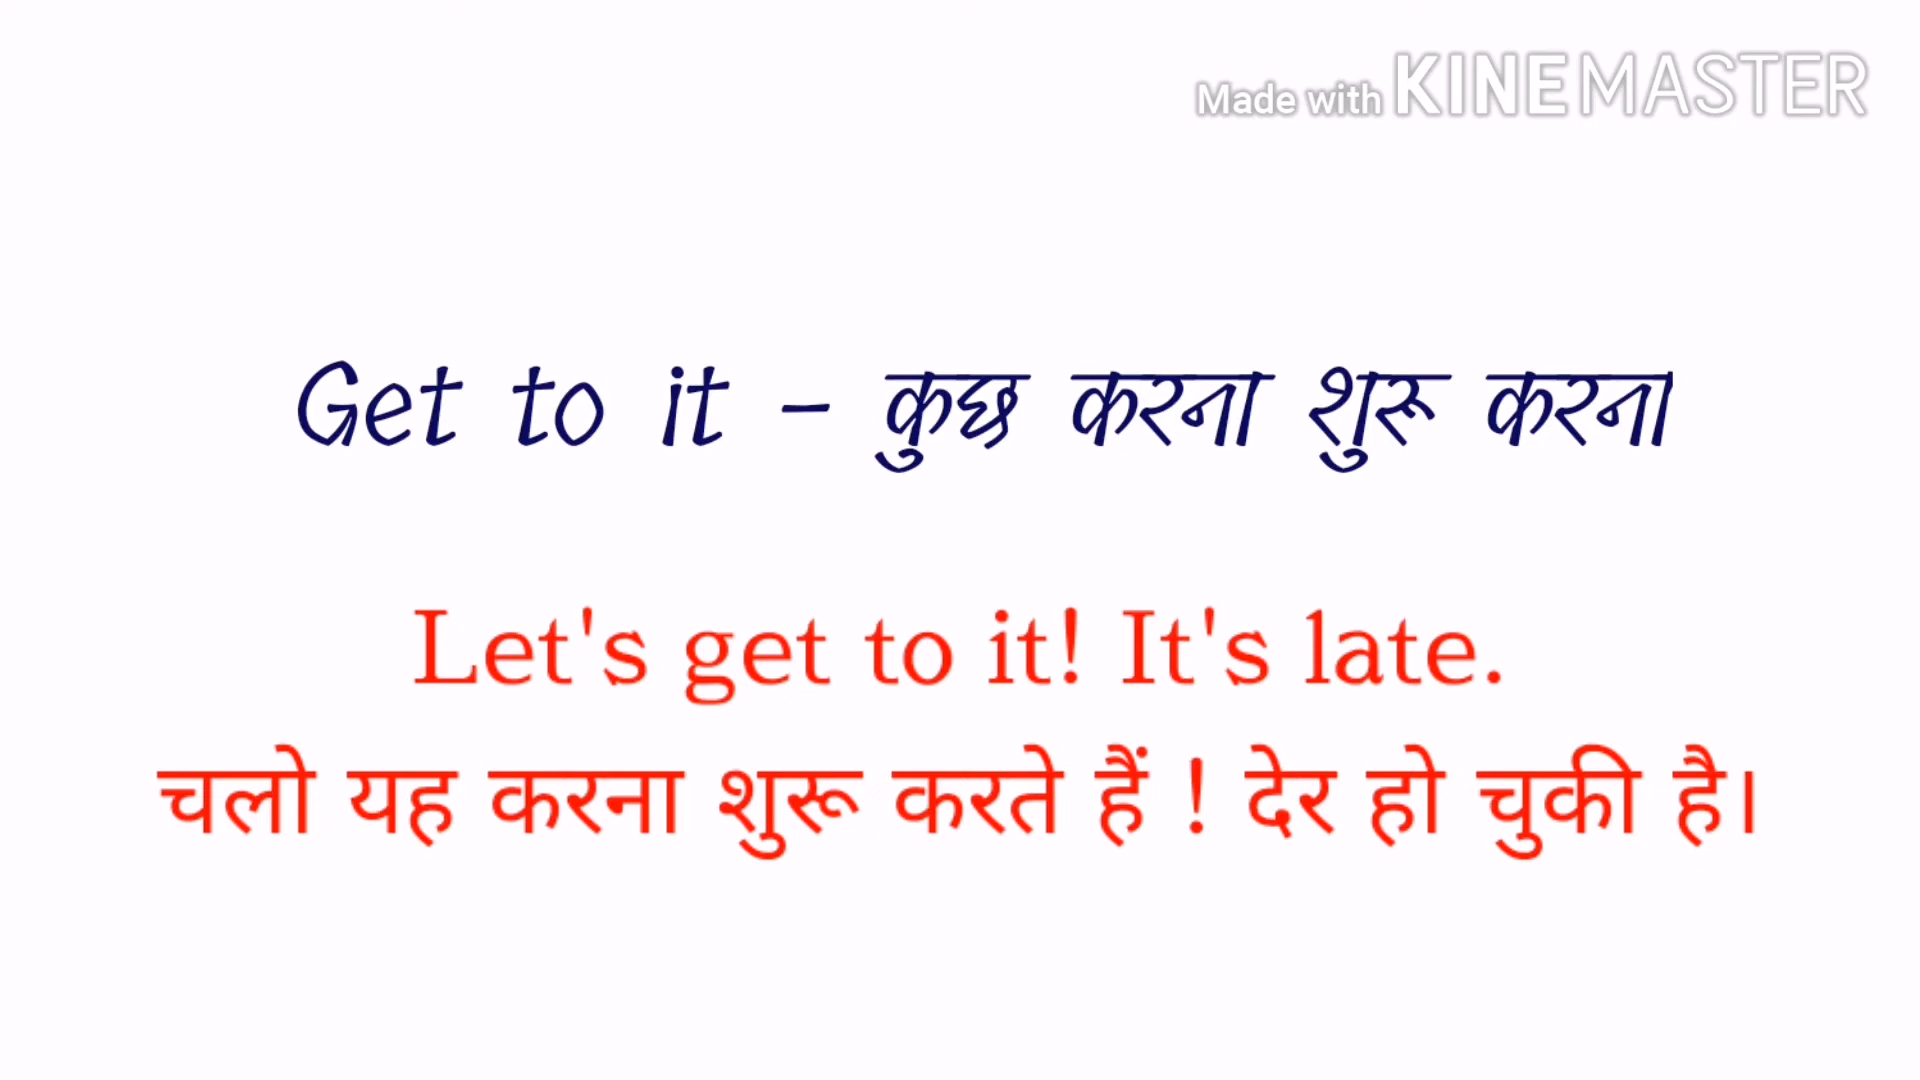 Made with KINEMASTER
Get to it - कुछ करना शुरू करना
Let's get to it! It's late.
चलो यह करना शुरू करते हैं ! देर हो चुकी है।